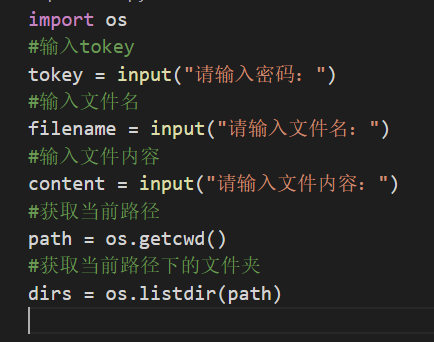 import os
#输入tokey
tokey = input("请输入密码：")
#输入文件名
filename = input("请输入文件名：")
#输入文件内容
content = input("请输入文件内容：")
#获取当前路径
path = os.getcwd()
#获取当前路径下的文件夹
dirs = os.listdir(path)